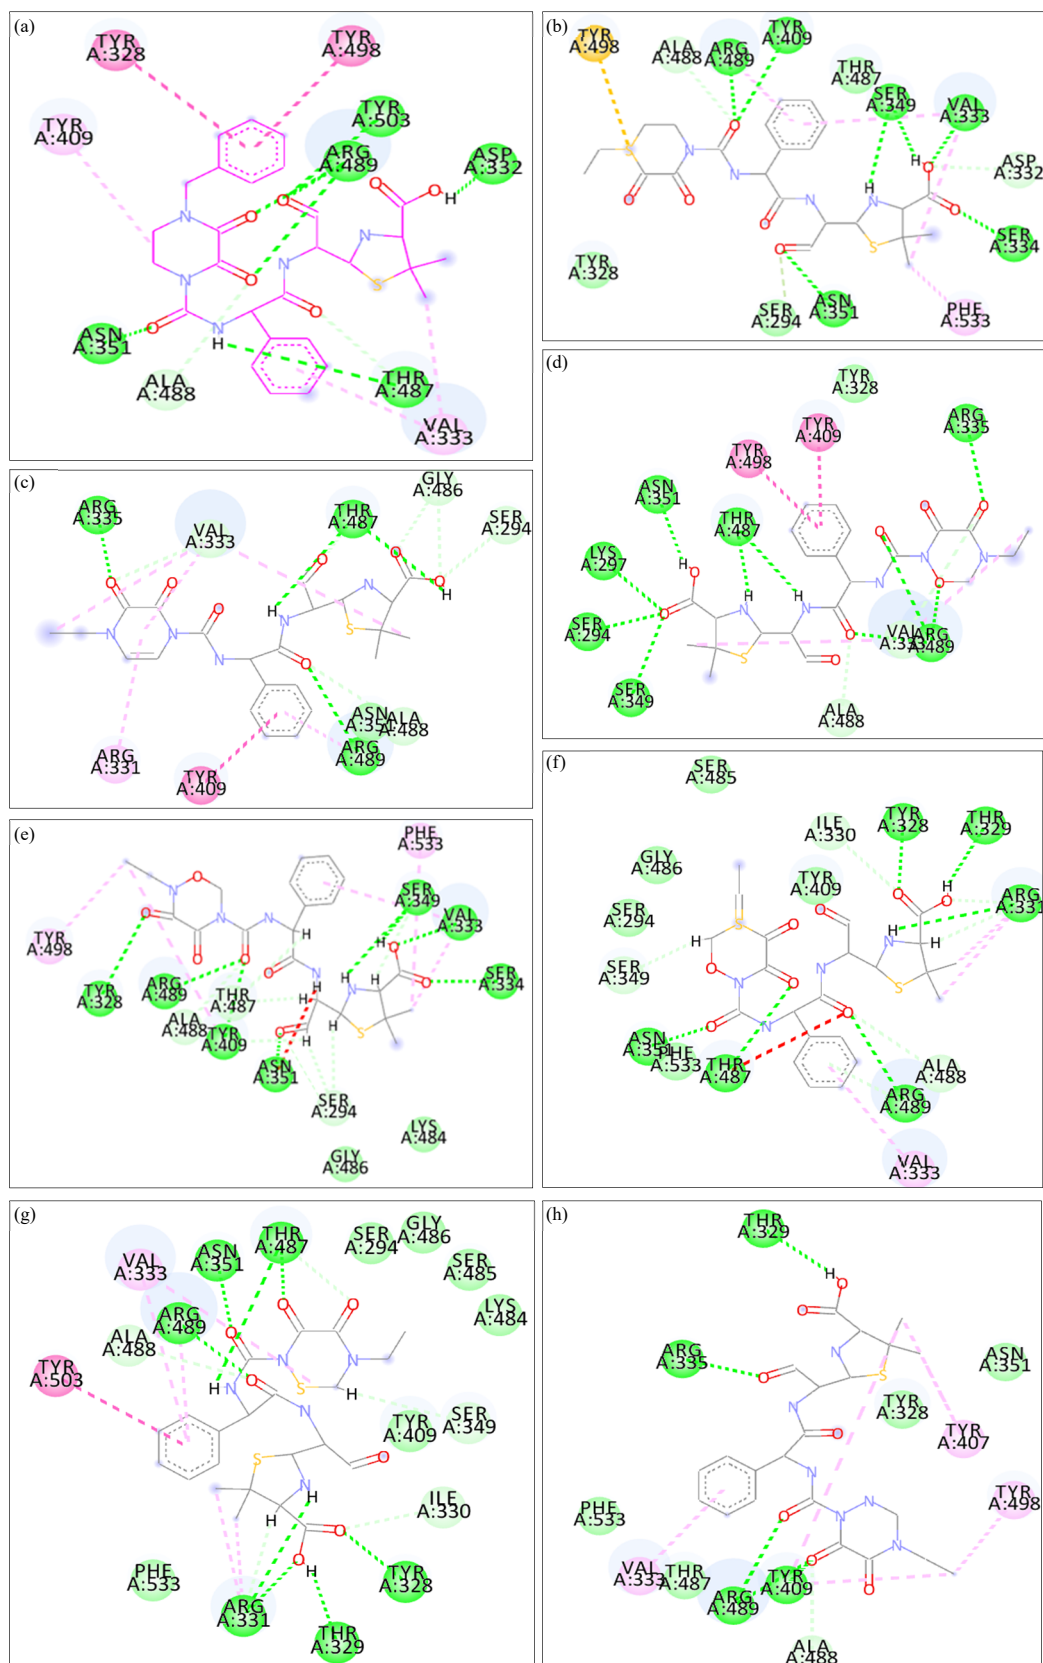 (a)
TYR
A:328
TYR
A:498
TYR
A:409
TYR
A:503
ARG
A:489
ASP
A:332
O
O
O
H
N
O
N
N
O
N
S
N
O
O
N
H
O
ASN
A:351
ALA
A:488
THR
A:487
VAL
A:333
(b)
TYR
A:498
ALA
A:488
ARG
A:489
TYR
A:409
THR
A:487
SER
A:349
VAL
A:333
ASP
A:332
SER
A:334
PHE
A:533
ASN
A:351
SER
A:294
TYR
A:328
O
S
N
O
O
N
O
N
H
N
S
H
O
O
O
(c)
ARG
A:335
VAL
A:333
THR
A:487
GLY
A:486
SER
A:294
O
O
O
N
N
N
H
N
O
N
S
O
O
H
O
ARG
A:331
TYR
A:409
ASN
A:351
ALA
A:488
ARG
A:489
(d)
TYR
A:328
TYR
A:409
TYR
A:498
ARG
A:335
ASN
A:351
THR
A:487
LYS
A:297
SER
A:294
SER
A:349
VAL
A:333
ARG
A:489
ALA
A:488
H
O
O
H
N
S
H
N
O
O
N
O
N
O
O
N
O
(e)
PHE
A:533
SER
A:349
VAL
A:333
SER
A:334
TYR
A:498
TYR
A:328
ARG
A:489
THR
A:487
ALA
A:488
TYR
A:409
ASN
A:351
SER
A:294
LYS
A:484
GLY
A:486
N
O
O
O
N
O
N
O
H
N
H
H
O
H
H
N
H
S
H
O
O
(f)
SER
A:485
ILE
A:330
TYR
A:328
THR
A:329
GLY
A:486
TYR
A:409
ARG
A:331
SER
A:294
SER
A:349
ASN
A:351
PHE
A:533
THR
A:487
ALA
A:488
ARG
A:489
VAL
A:333
S
O
O
O
N
O
N
N
O
O
H
N
H
S
O
O
H
(g)
VAL
A:333
ASN
A:351
THR
A:487
SER
A:294
GLY
A:486
SER
A:485
LYS
A:484
ARG
A:489
ALA
A:488
TYR
A:503
TYR
A:409
SER
A:349
ILE
A:330
PHE
A:533
ARG
A:331
THR
A:329
TYR
A:328
O
O
O
N
N
S
H
N
H
O
N
O
S
N
H
H
O
O
H
(h)
THR
A:329
ARG
A:335
ASN
A:351
TYR
A:328
TYR
A:407
TYR
A:498
PHE
A:533
VAL
A:333
THR
A:487
ARG
A:489
TYR
A:409
ALA
A:488
H
O
O
N
S
O
N
O
N
O
N
N
N
O
O